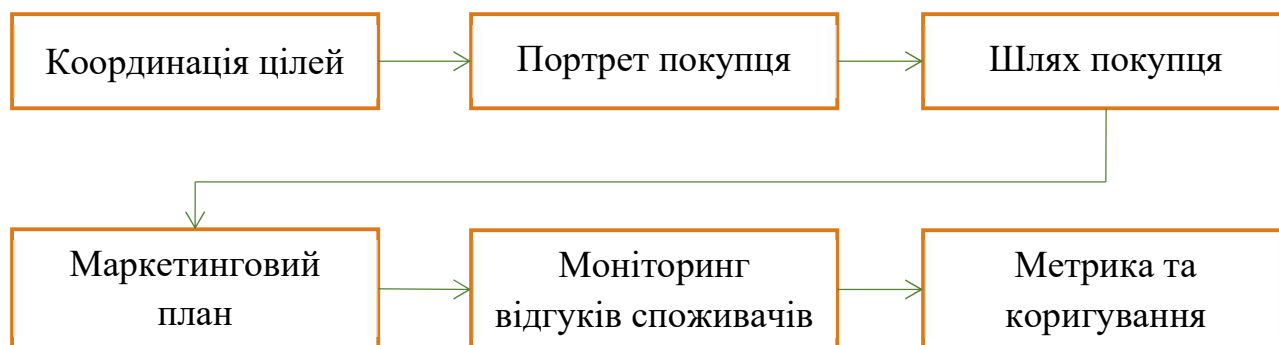 Координація цілей
Портрет покупця
Шлях покупця
Маркетинговий
план
Моніторинг
відгуків споживачів
Метрика та
коригування